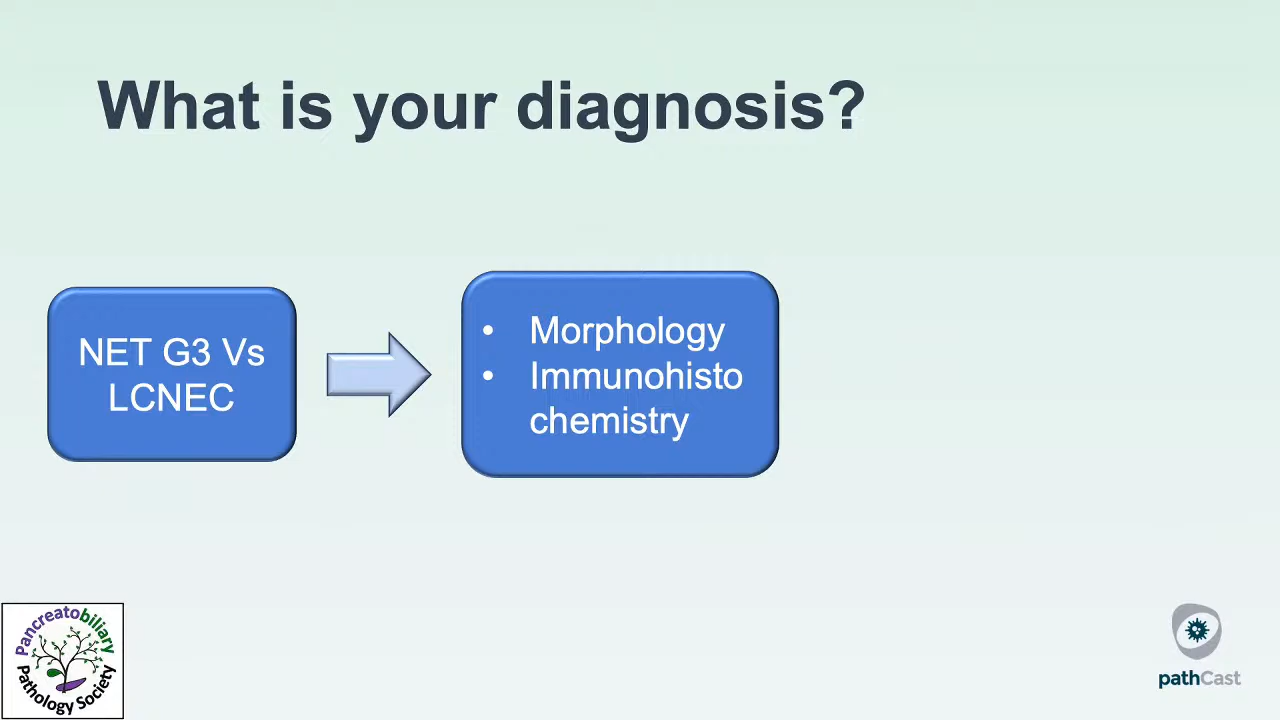 What is your diagnosis?
NET G3 Vs
LCNEC
• Morphology
• Immunohisto
chemistry
Pancreatobiliary
Pathology Society
pathCast